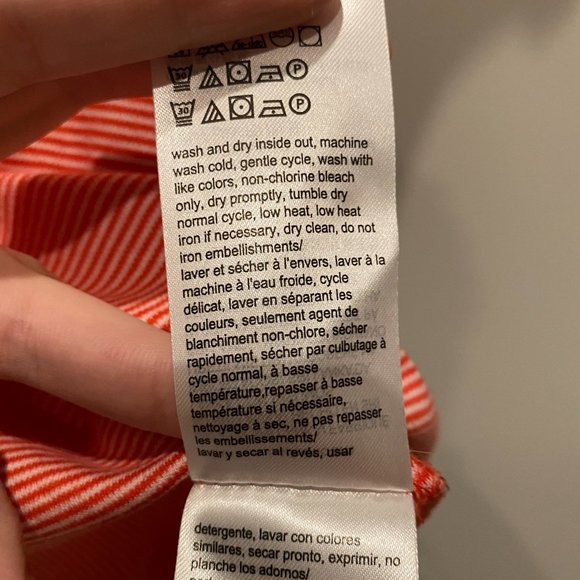 30 P
30 P
wash and dry inside out, machine
wash cold, gentle cycle, wash with
like colors, non-chlorine bleach
only, dry promptly, tumble dry
normal cycle, low heat, low heat
iron if necessary, dry clean, do not
iron embellishments/
laver et sécher à l'envers, laver à la
machine à l'eau froide, cycle
délicat, laver en séparant les
couleurs, seulement agent de
blanchiment non-chlore, sécher
rapidement, sécher par culbutage à
cycle normal, à basse
température,repasser à basse
température si nécessaire,
nettoyage à sec, ne pas repasser
les embellissements/
lavar y secar al revés, usar
detergente, lavar con colores
similares, secar pronto, exprimir, no
planche los adornos/